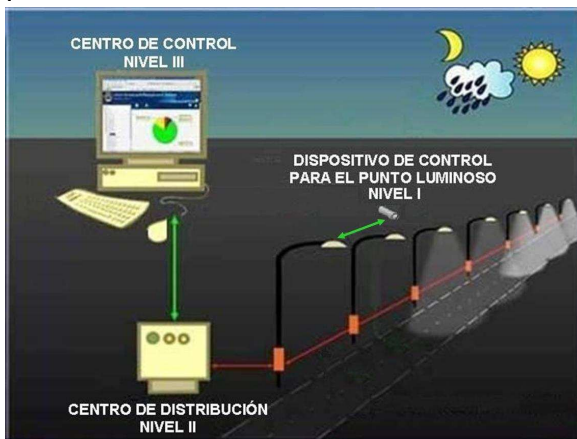 CENTRO DE CONTROL
NIVEL III
DISPOSITIVO DE CONTROL
PARA EL PUNTO LUMINOSO
NIVEL I
CENTRO DE DISTRIBUCIÓN
NIVEL II